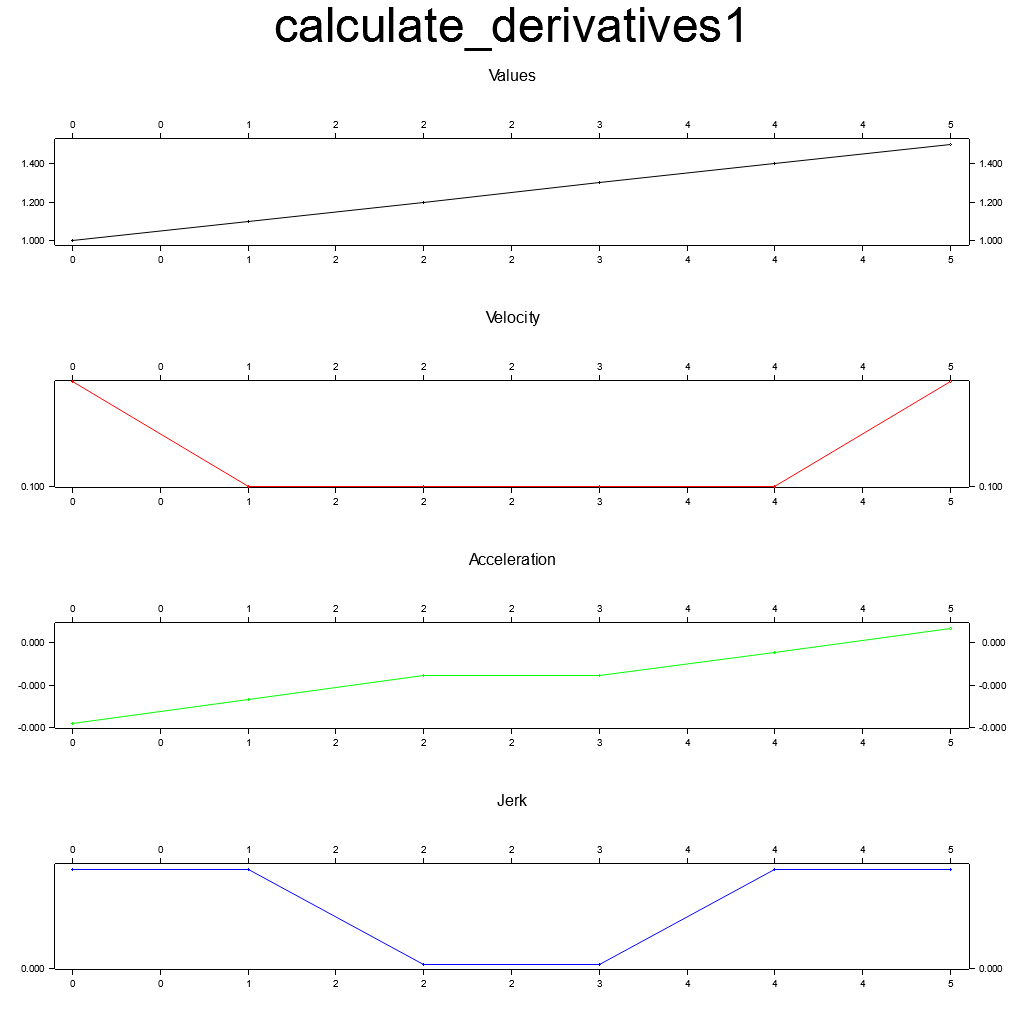 calculate_derivatives1
Values
0 0 1 2 2 2 3 4 4 4 5
1.400 1.400
1.200 1.200
1.000 1.000
0 0 1 2 2 2 3 4 4 4 5
Velocity
0 0 1 2 2 2 3 4 4 4 5
0.100 0.100
0 0 1 2 2 2 3 4 4 4 5
Acceleration
0 0 1 2 2 2 3 4 4 4 5
0.000 0.000
-0.000 -0.000
-0.000 -0.000
0 0 1 2 2 2 3 4 4 4 5
Jerk
0 0 1 2 2 2 3 4 4 4 5
0.000 0.000
0 0 1 2 2 2 3 4 4 4 5